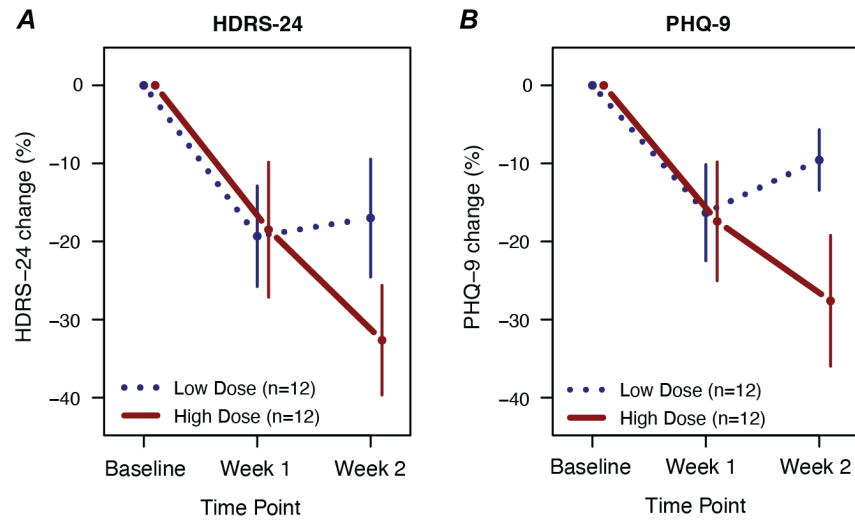 A
HDRS-24
HDRS−24 change (%)
0
−10
−20
−30
−40
Low Dose (n=12)
High Dose (n=12)
Baseline
Week 1
Week 2
Time Point
B
PHQ-9
PHQ−9 change (%)
0
−10
−20
−30
−40
Low Dose (n=12)
High Dose (n=12)
Baseline
Week 1
Week 2
Time Point